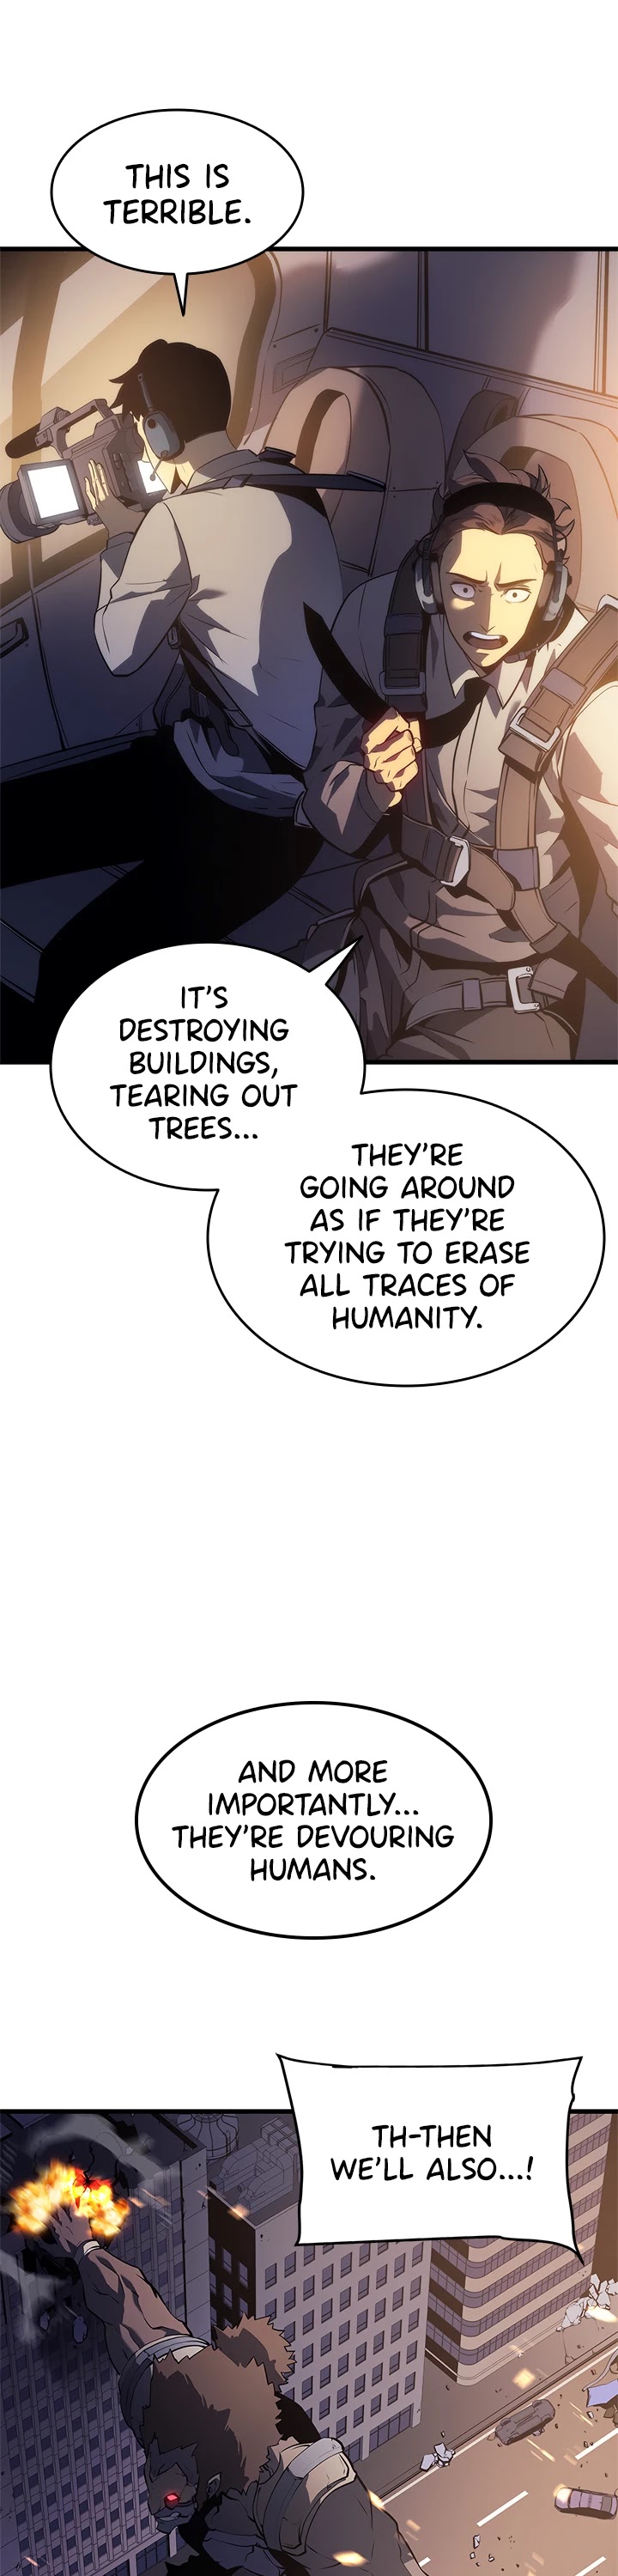 THIS IS
TERRIBLE.
IT'S
DESTROYING
BUILDINGS,
TEARING OUT
TREES...
THEY'RE
GOING AROUND
AS IF THEY'RE
TRYING TO ERASE
ALL TRACES OF
HUMANITY.
AND MORE
IMPORTANTLY...
THEY'RE DEVOURING
HUMANS.
TH-THEN
WE'LL ALSO...!